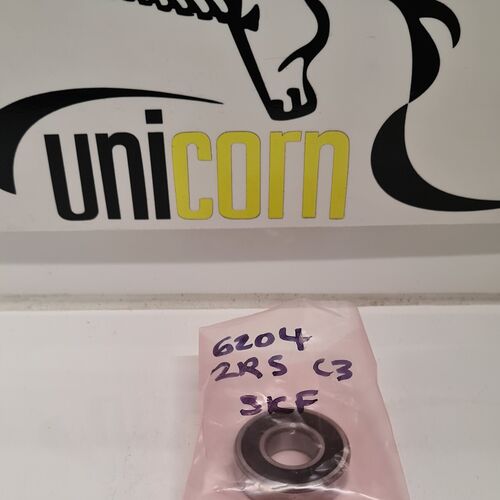 unicorn
6204
2RS C3
SKF